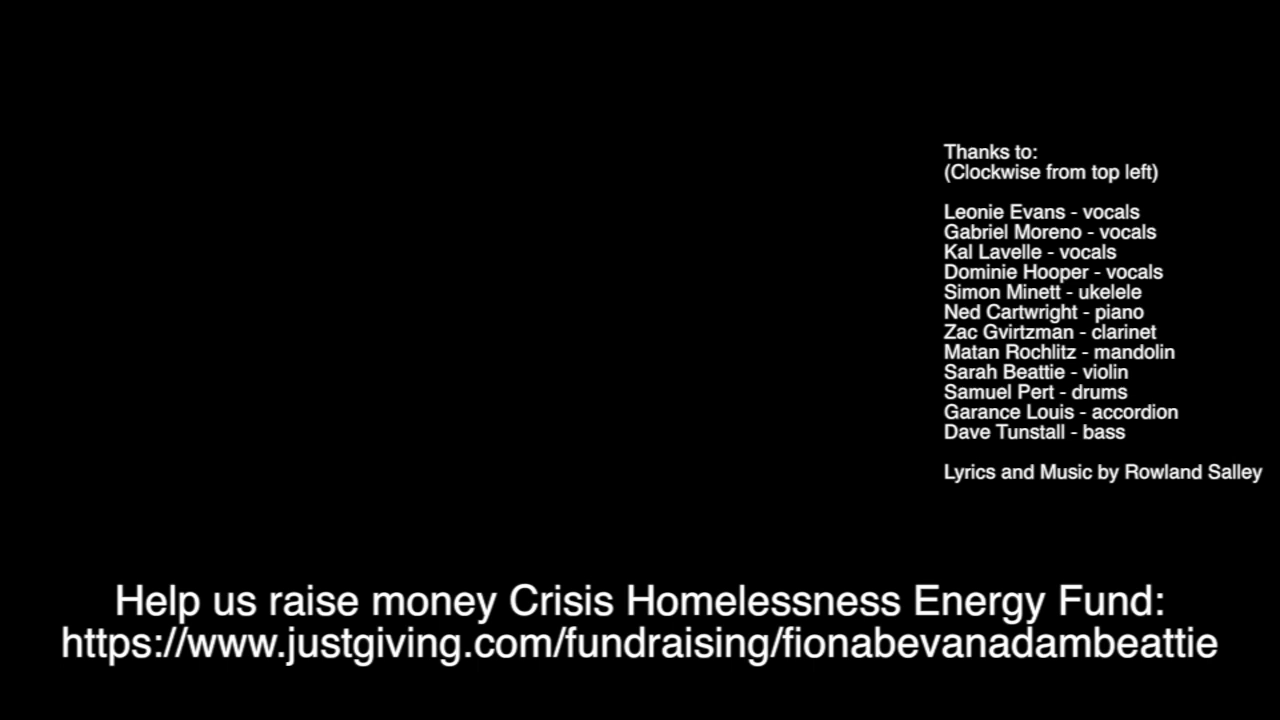 Thanks to:
(Clockwise from top left)
Leonie Evans - vocals
Gabriel Moreno - vocals
Kal Lavelle - vocals
Dominie Hooper - vocals
Simon Minett - ukelele
Ned Cartwright - piano
Zac Gvirtzman - clarinet
Matan Rochlitz - mandolin
Sarah Beattie - violin
Samuel Pert - drums
Garance Louis - accordion
Dave Tunstall - bass
Lyrics and Music by Rowland Salley
Help us raise money Crisis Homelessness Energy Fund:
https://www.justgiving.com/fundraising/fionabevanadambeattie